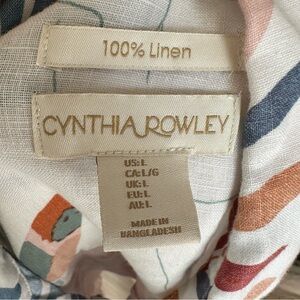 100% Linen
CYNTHIA ROWLEY
US: L
CA: L/G
UK: L
EU: L
AU: L
MADE IN
BANGLADESH